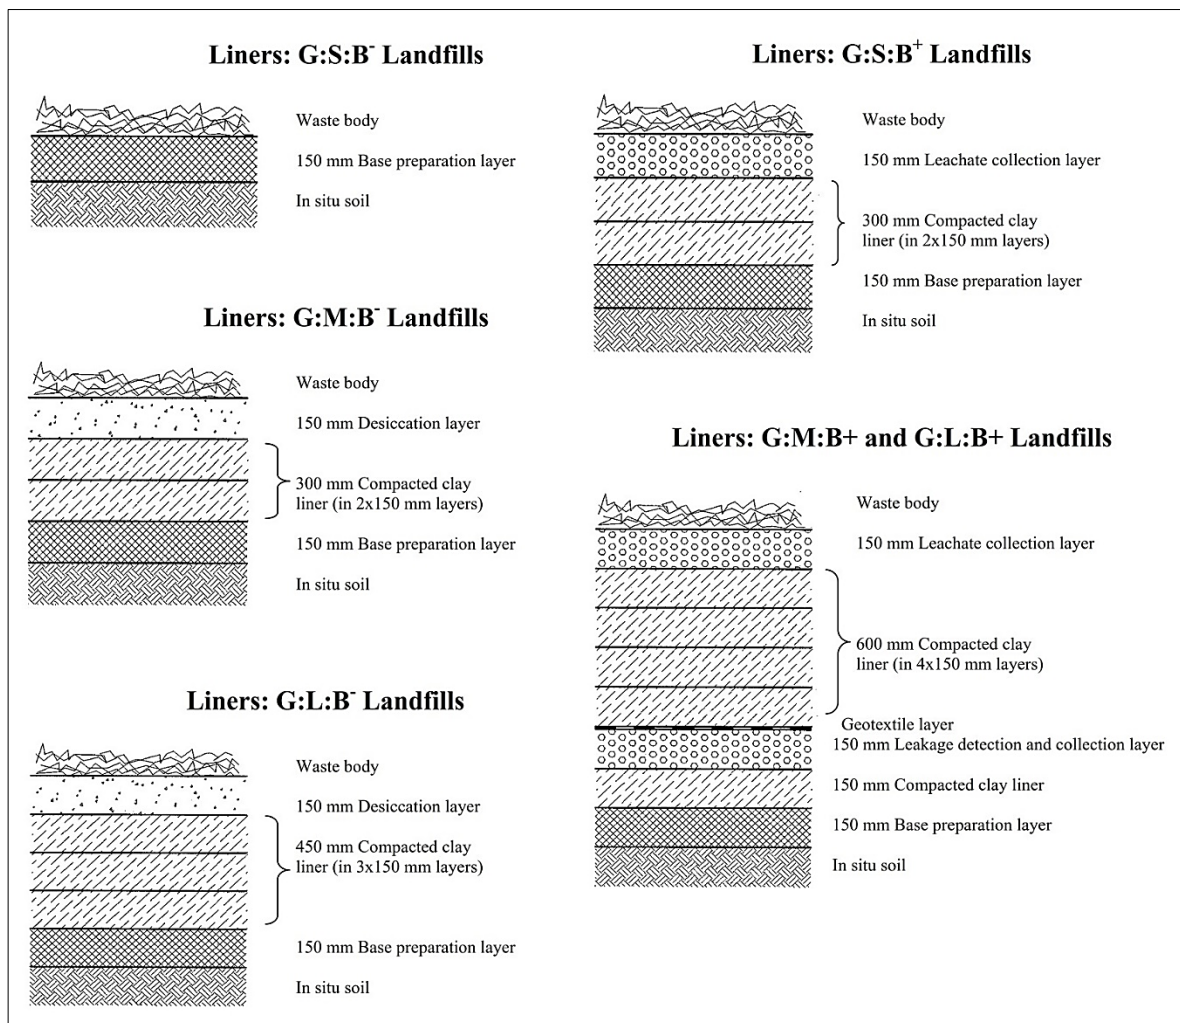 Liners: G:S:B- Landfills
Waste body
150 mm Base preparation layer
In situ soil
Liners: G:M:B- Landfills
Waste body
150 mm Desiccation layer
300 mm Compacted clay
liner (in 2x150 mm layers)
150 mm Base preparation layer
In situ soil
Liners: G:L:B- Landfills
Waste body
150 mm Desiccation layer
450 mm Compacted clay
liner (in 3x150 mm layers)
150 mm Base preparation layer
In situ soil
Liners: G:S:B+ Landfills
Waste body
150 mm Leachate collection layer
300 mm Compacted clay
liner (in 2x150 mm layers)
150 mm Base preparation layer
In situ soil
Liners: G:M:B+ and G:L:B+ Landfills
Waste body
150 mm Leachate collection layer
600 mm Compacted clay
liner (in 4x150 mm layers)
Geotextile layer
150 mm Leakage detection and collection layer
150 mm Compacted clay liner
150 mm Base preparation layer
In situ soil